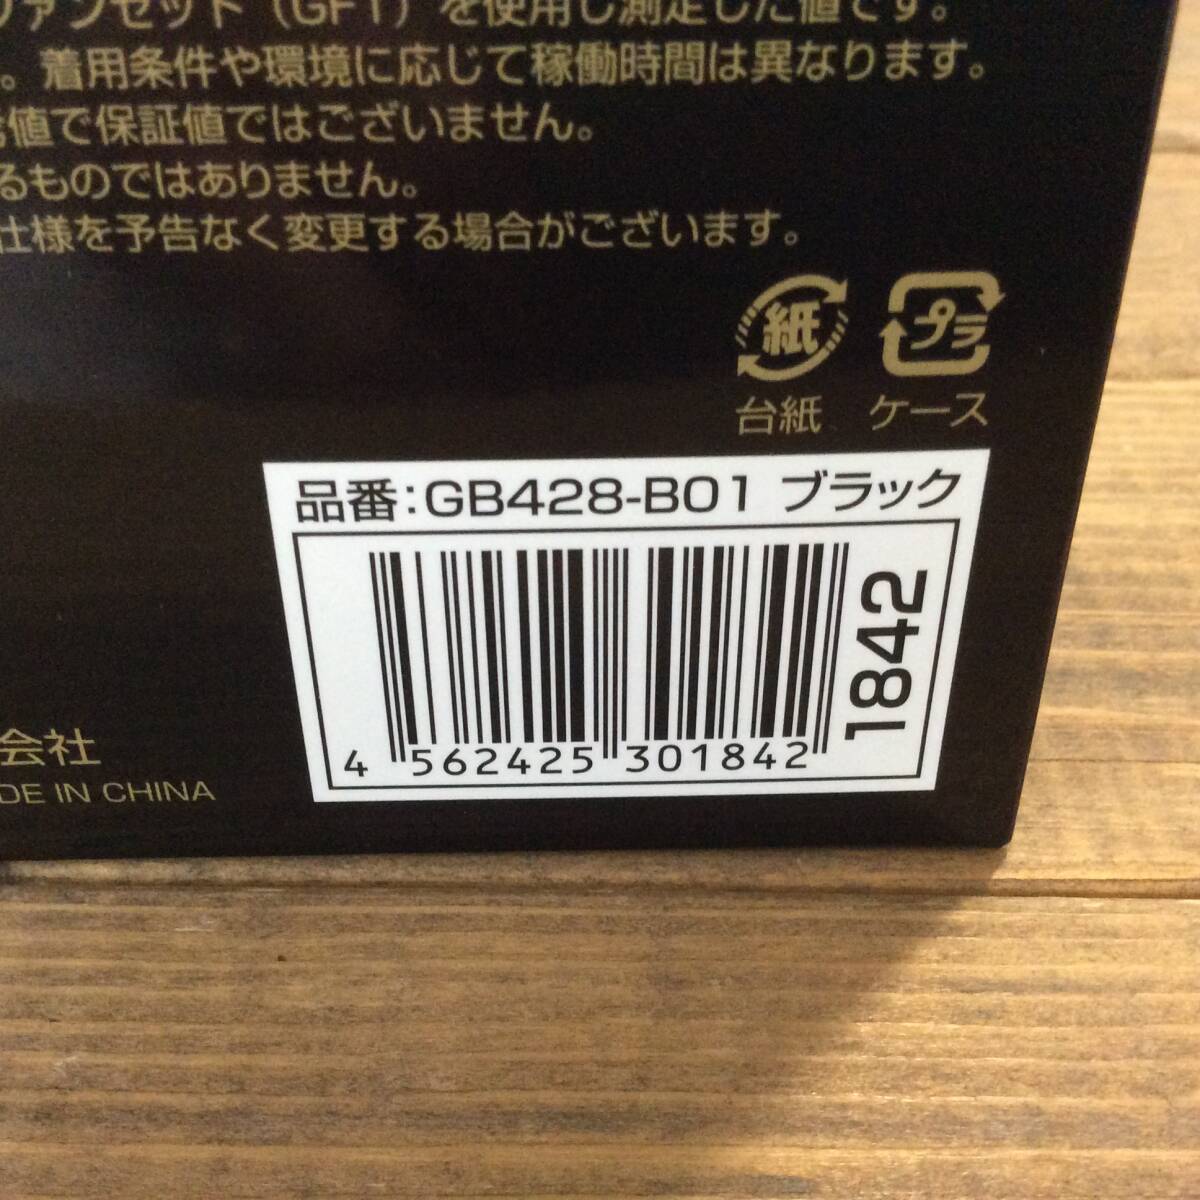 ァンセット（GF1）を使用し測定した値です。
。着用条件や環境に応じて稼働時間は異なります。
値で保証値ではございません。
るものではありません。
仕様を予告なく変更する場合がございます。
紙 プラ
台紙 ケース
品番：GB428-B01 ブラック
1842
4 562425 301842
会社
DE IN CHINA